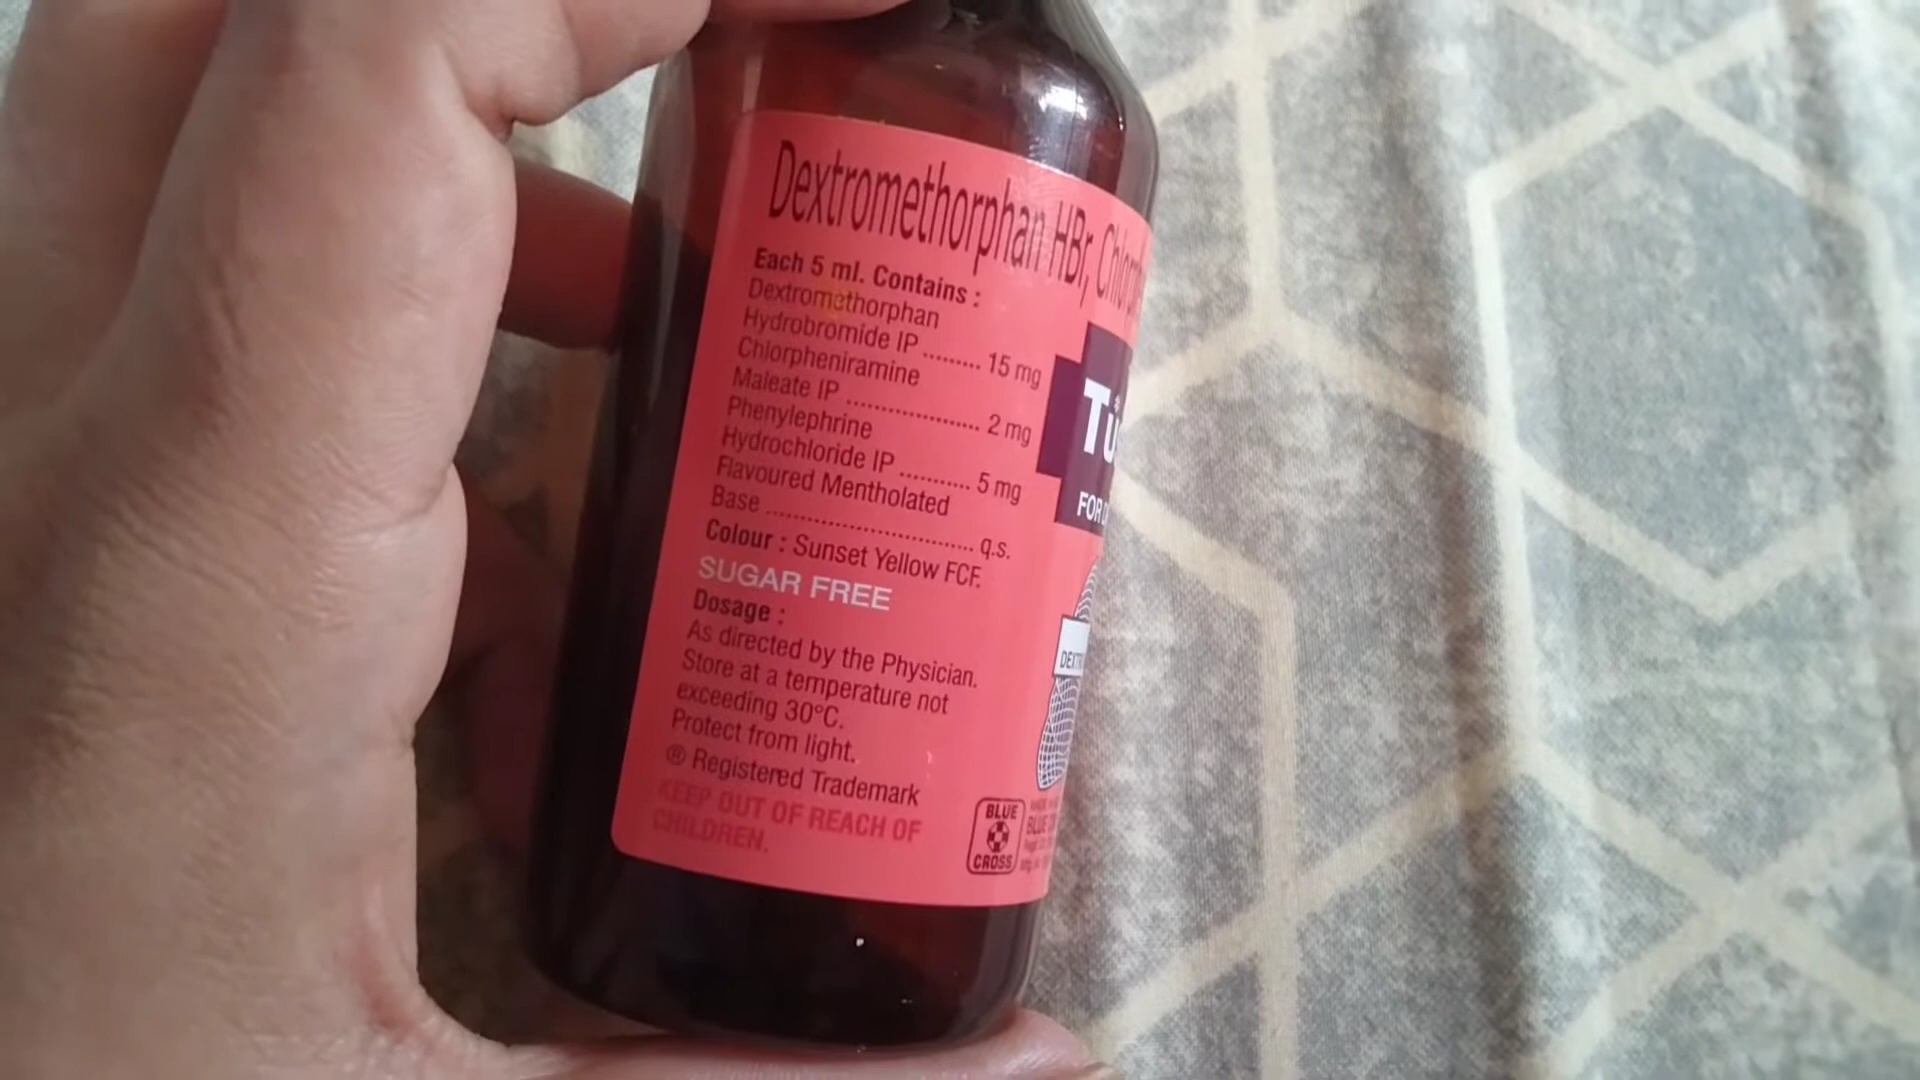 Dextromethorphan HBr,
Each 5 ml. Contains :
Dextromethorphan
Hydrobromide IP ......... 15 mg
Chlorpheniramine
Maleate IP .................. 2 mg
Phenylephrine
Hydrochloride IP .......... 5 mg
Flavoured Mentholated
Base ............................ q.s.
Colour : Sunset Yellow FCF.
SUGAR FREE
Dosage :
As directed by the Physician.
Store at a temperature not
exceeding 30°C.
Protect from light.
® Registered Trademark
KEEP OUT OF REACH OF
CHILDREN.
FOR
BLUE
CROSS
BLUE